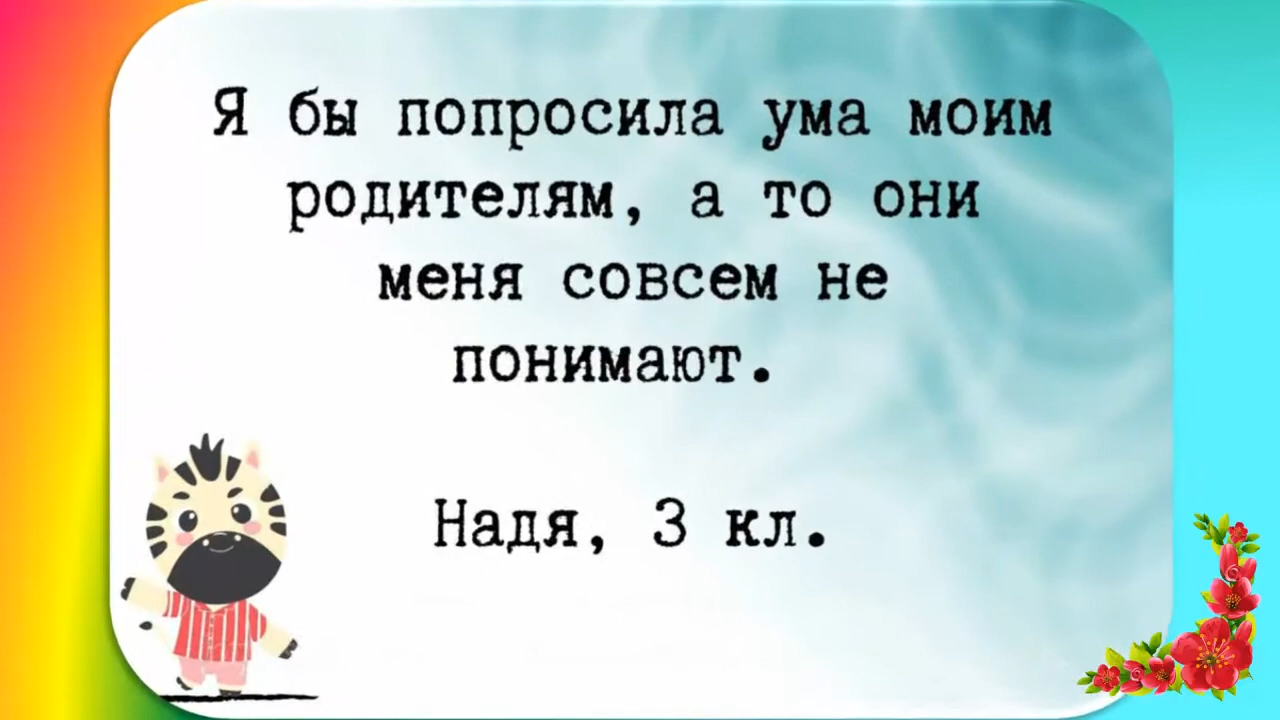 Я бы попросила ума моим
родителям, а то они
меня совсем не
понимают.
Надя, 3 кл.